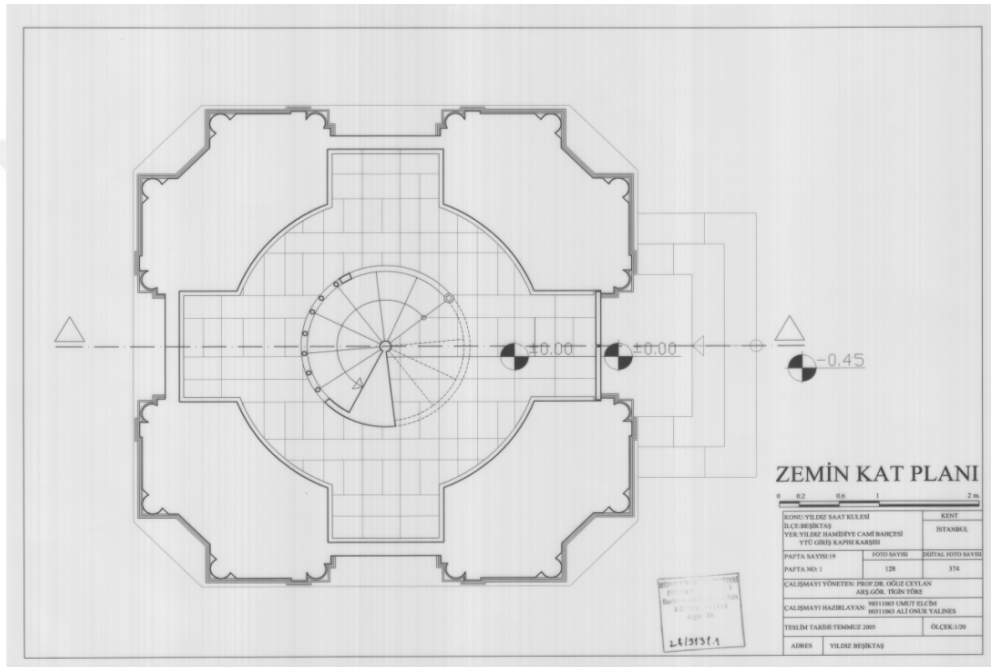 ±0.00
±0.00
-0.45
ZEMİN KAT PLANI
0 0.2 0.6 1 2 m.
KONU:YILDIZ SAAT KULESİ
İLÇE:BEŞİKTAŞ
YER:YILDIZ HAMİDİYE CAMİ BAHÇESİ
YTÜ GİRİŞ KAPISI KARŞISI
KENT
İSTANBUL
PAFTA SAYISI:19
FOTO SAYISI
DİJİTAL FOTO SAYISI
PAFTA NO: 1
128
374
ÇALIŞMAYI YÖNETEN: PROF.DR. OĞUZ CEYLAN
ARŞ.GÖR. TİGİN TÖRE
ÇALIŞMAYI HAZIRLAYAN: 98311065 UMUT ELCİM
00311063 ALİ ONUR YALINES
TESLİM TARİHİ:TEMMUZ 2005
ÖLÇEK:1/20
ADRES
YILDIZ BEŞİKTAŞ